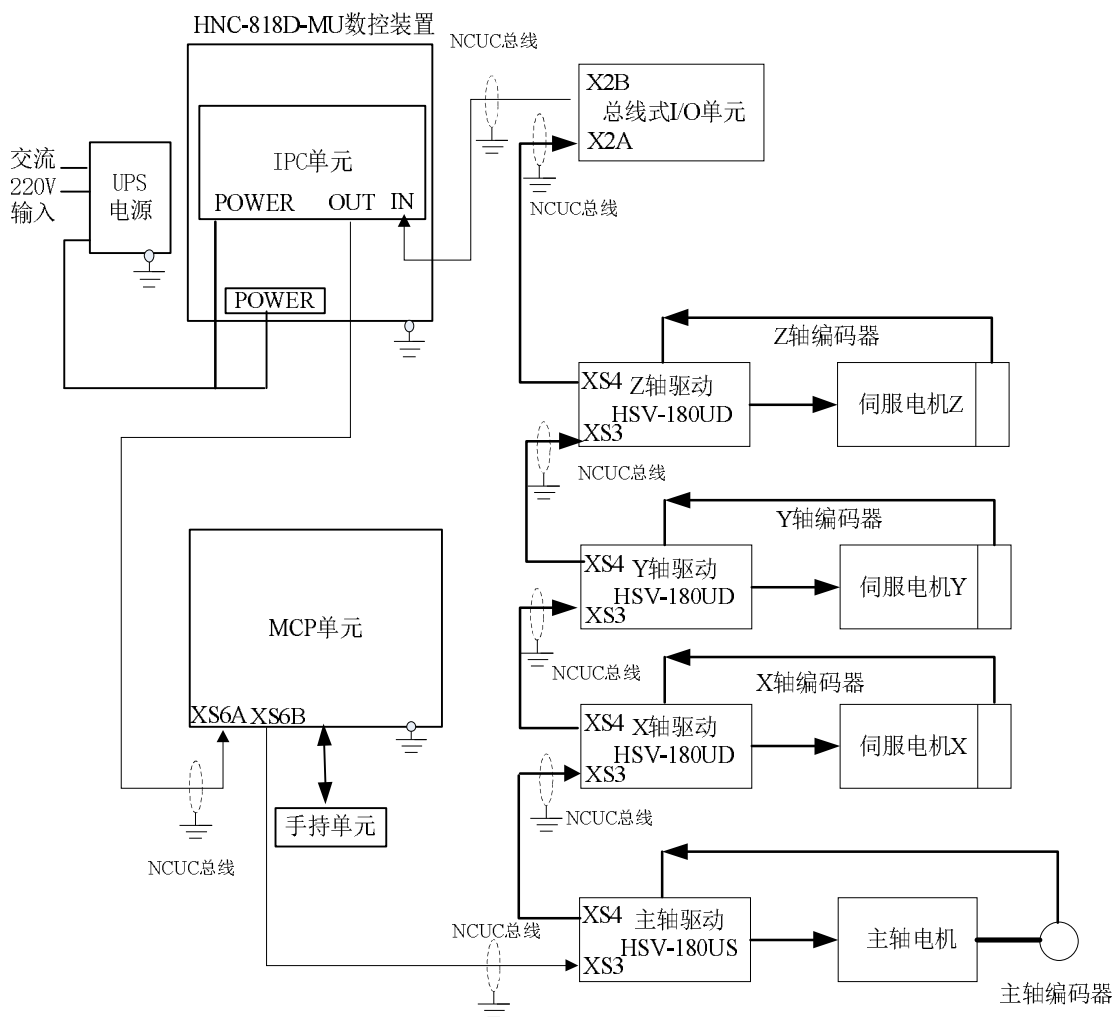 HNC-818D-MU数控装置
NCUC总线
X2B
总线式I/O单元
X2A
NCUC总线
IPC单元
POWER
OUT
IN
交流
220V
输入
UPS
电源
POWER
Z轴编码器
XS4
Z轴驱动
HSV-180UD
XS3
伺服电机Z
NCUC总线
Y轴编码器
XS4
Y轴驱动
HSV-180UD
XS3
伺服电机Y
NCUC总线
MCP单元
XS6A
XS6B
手持单元
NCUC总线
X轴编码器
XS4
X轴驱动
HSV-180UD
XS3
伺服电机X
NCUC总线
XS4
主轴驱动
HSV-180US
XS3
主轴电机
NCUC总线
主轴编码器